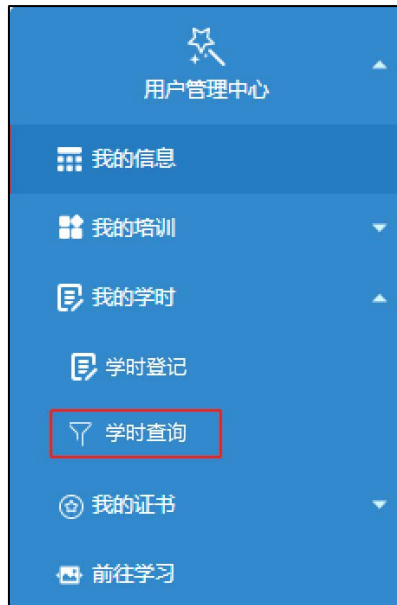 用户管理中心
我的信息
我的培训
我的学时
学时登记
学时查询
我的证书
前往学习